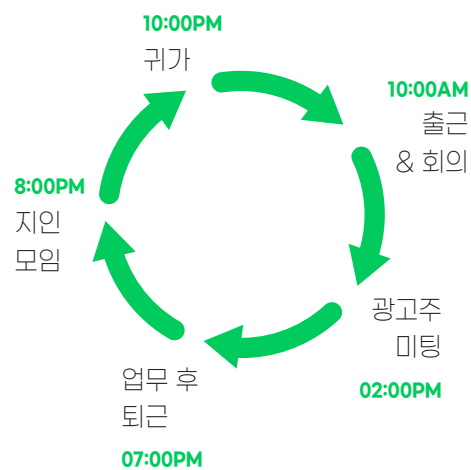 10:00PM
귀가
10:00AM
출근
& 회의
8:00PM
지인
모임
광고주
미팅
02:00PM
업무 후
퇴근
07:00PM